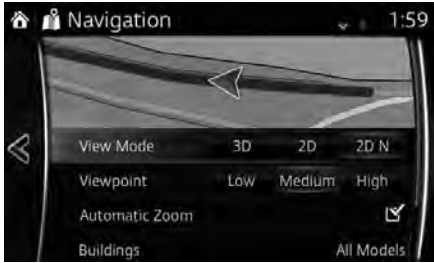 Navigation 1:59
View Mode 3D 2D 2D N
Viewpoint Low Medium High
Automatic Zoom
Buildings All Models